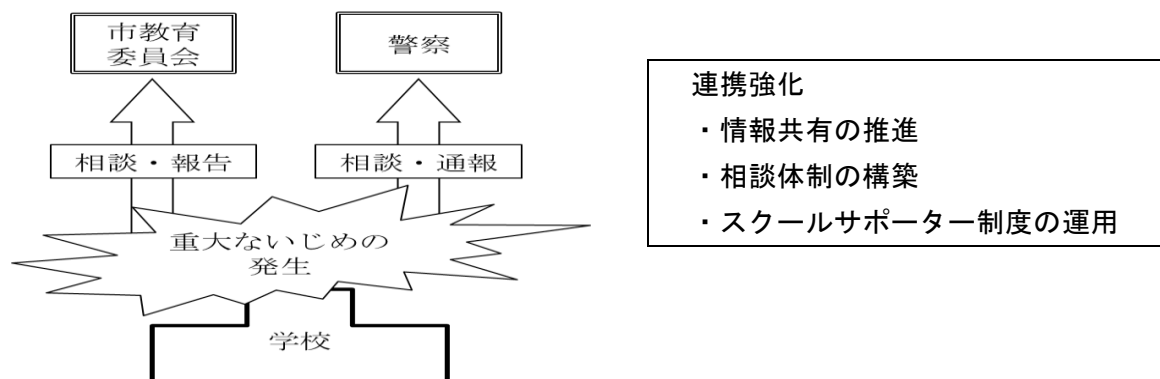 市教育
委員会
警察
相談・報告
相談・通報
重大ないじめの
発生
学校
連携強化
・情報共有の推進
・相談体制の構築
・スクールサポーター制度の運用